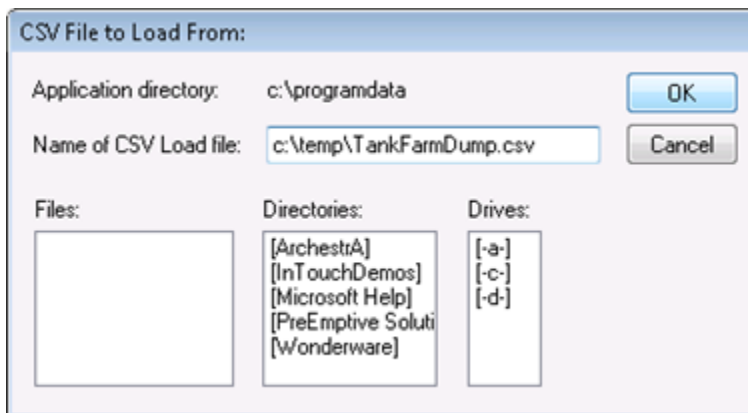 CSV File to Load From:
Application directory: c:\programdata
OK
Name of CSV Load file: c:\temp\TankFarmDump.csv
Cancel
Files: Directories: Drives:
[ArchestrA] [-a-]
[InTouchDemos] [-c-]
[Microsoft Help] [-d-]
[PreEmptive Soluti
[Wonderware]